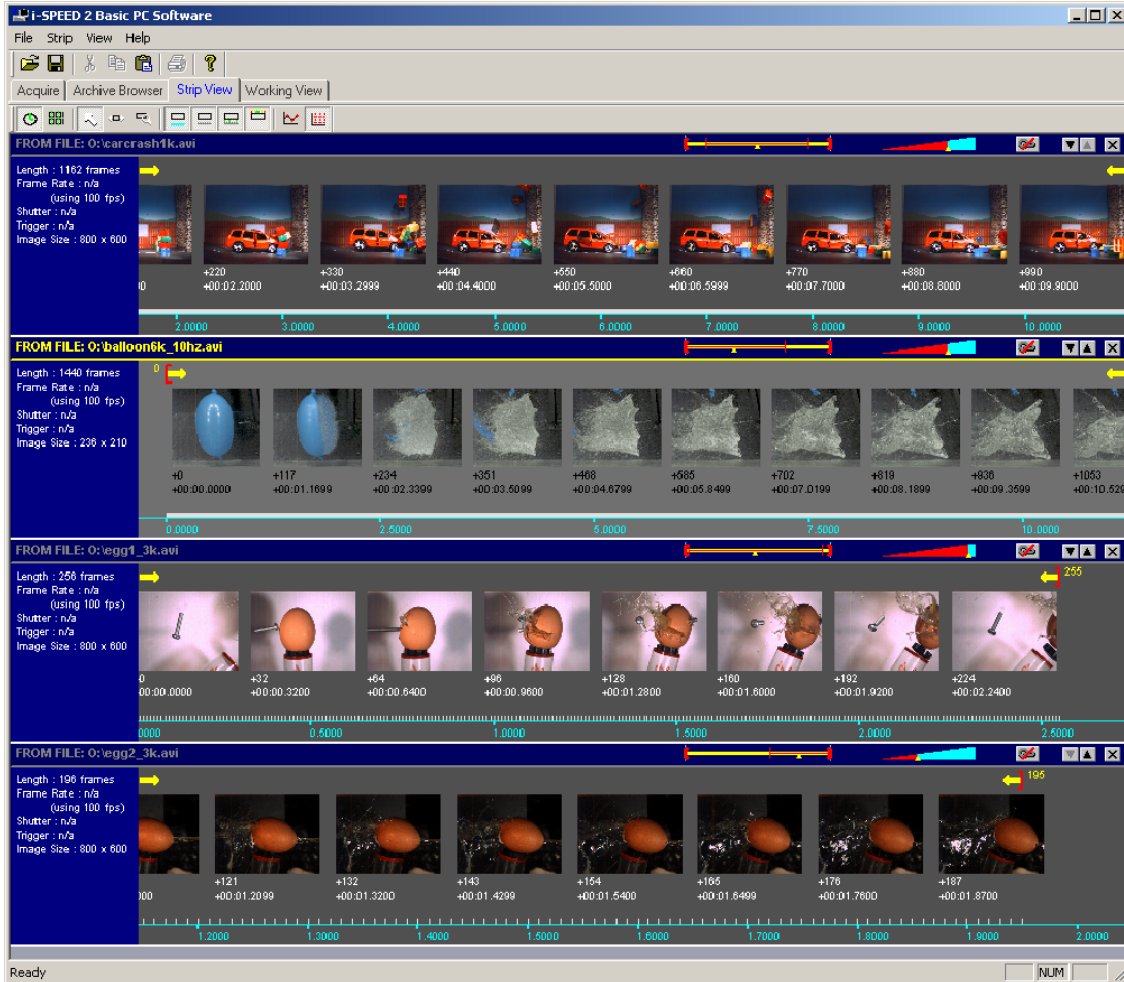 i-SPEED 2 Basic PC Software
File Strip View Help
Acquire Archive Browser Strip View Working View
FROM FILE: O:\carcrash1k.avi
Length : 1162 frames
Frame Rate : n/a
(using 100 fps)
Shutter : n/a
Trigger : n/a
Image Size : 800 x 600
+220 +330 +440 +550 +660 +770 +880 +990
+00:02.2000 +00:03.2999 +00:04.4000 +00:05.5000 +00:06.5999 +00:07.7000 +00:08.8000 +00:09.9000
2.0000 3.0000 4.0000 5.0000 6.0000 7.0000 8.0000 9.0000 10.0000
FROM FILE: O:\balloon6k_10hz.avi
Length : 1440 frames
Frame Rate : n/a
(using 100 fps)
Shutter : n/a
Trigger : n/a
Image Size : 236 x 210
0
+0 +117 +234 +351 +468 +585 +702 +819 +936 +1053
+00:00.0000 +00:01.1699 +00:02.3399 +00:03.5099 +00:04.6799 +00:05.8499 +00:07.0199 +00:08.1899 +00:09.3599 +00:10.529
0.0000 2.5000 5.0000 7.5000 10.0000
FROM FILE: O:\egg1_3k.avi
Length : 256 frames
Frame Rate : n/a
(using 100 fps)
Shutter : n/a
Trigger : n/a
Image Size : 800 x 600
255
0 +32 +64 +96 +128 +160 +192 +224
00:00.0000 +00:00.3200 +00:00.6400 +00:00.9600 +00:01.2800 +00:01.6000 +00:01.9200 +00:02.2400
0000 0.5000 1.0000 1.5000 2.0000 2.5000
FROM FILE: O:\egg2_3k.avi
Length : 196 frames
Frame Rate : n/a
(using 100 fps)
Shutter : n/a
Trigger : n/a
Image Size : 800 x 600
195
+121 +132 +143 +154 +165 +176 +187
+00:01.2099 +00:01.3200 +00:01.4299 +00:01.5400 +00:01.6499 +00:01.7600 +00:01.8700
1.2000 1.3000 1.4000 1.5000 1.6000 1.7000 1.8000 1.9000 2.0000
Ready
NUM